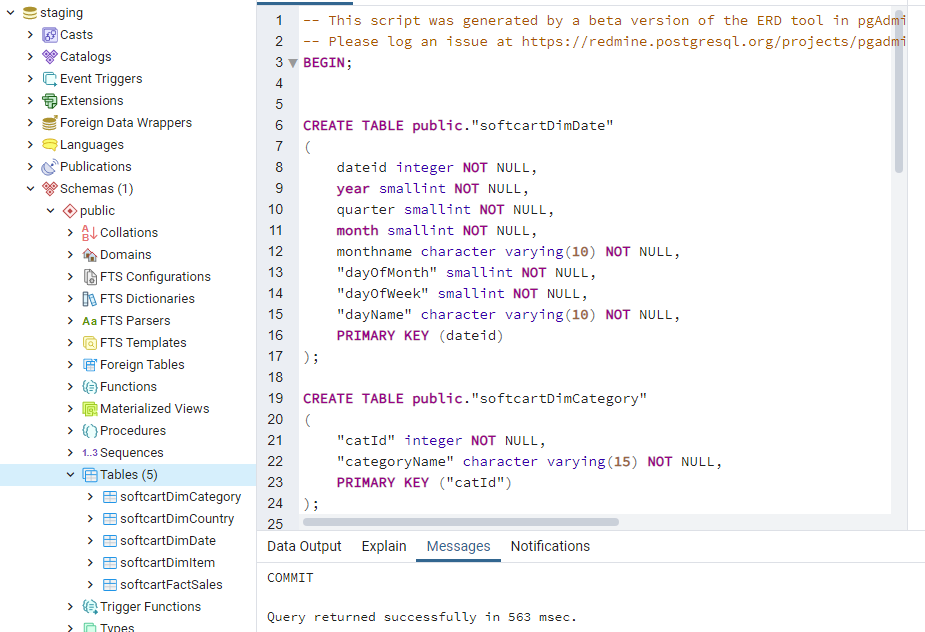 staging
Casts
Catalogs
Event Triggers
Extensions
Foreign Data Wrappers
Languages
Publications
Schemas (1)
public
Collations
Domains
FTS Configurations
FTS Dictionaries
Aa FTS Parsers
FTS Templates
Foreign Tables
Functions
Materialized Views
Procedures
1..3 Sequences
Tables (5)
softcartDimCategory
softcartDimCountry
softcartDimDate
softcartDimItem
softcartFactSales
Trigger Functions
Types
1 -- This script was generated by a beta version of the ERD tool in pgAdmi
2 -- Please log an issue at https://redmine.postgresql.org/projects/pgadmi
3 BEGIN;
4
5
6 CREATE TABLE public."softcartDimDate"
7 (
8 dateid integer NOT NULL,
9 year smallint NOT NULL,
10 quarter smallint NOT NULL,
11 month smallint NOT NULL,
12 monthname character varying(10) NOT NULL,
13 "dayOfMonth" smallint NOT NULL,
14 "dayOfWeek" smallint NOT NULL,
15 "dayName" character varying(10) NOT NULL,
16 PRIMARY KEY (dateid)
17 );
18
19 CREATE TABLE public."softcartDimCategory"
20 (
21 "catId" integer NOT NULL,
22 "categoryName" character varying(15) NOT NULL,
23 PRIMARY KEY ("catId")
24 );
25
Data Output Explain Messages Notifications
COMMIT
Query returned successfully in 563 msec.